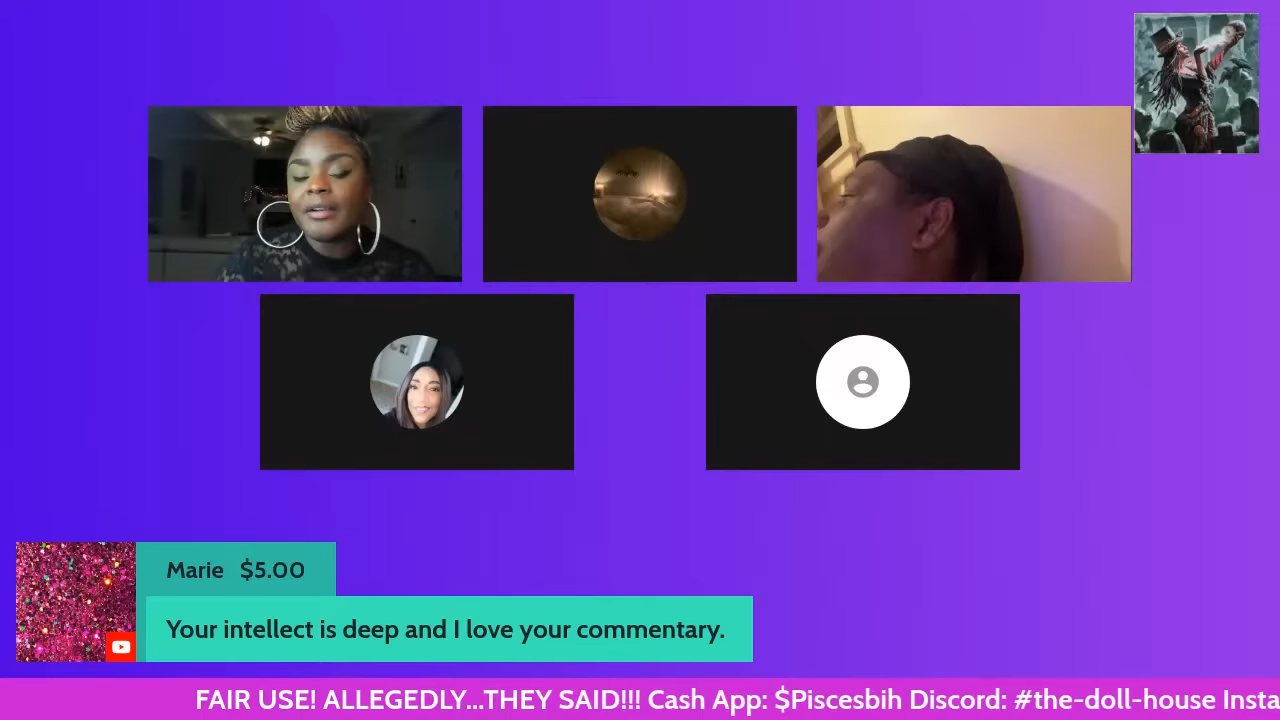 Marie $5.00
Your intellect is deep and I love your commentary.
FAIR USE! ALLEGEDLY...THEY SAID!!! Cash App: $Piscesbih Discord: #the-doll-house Insta